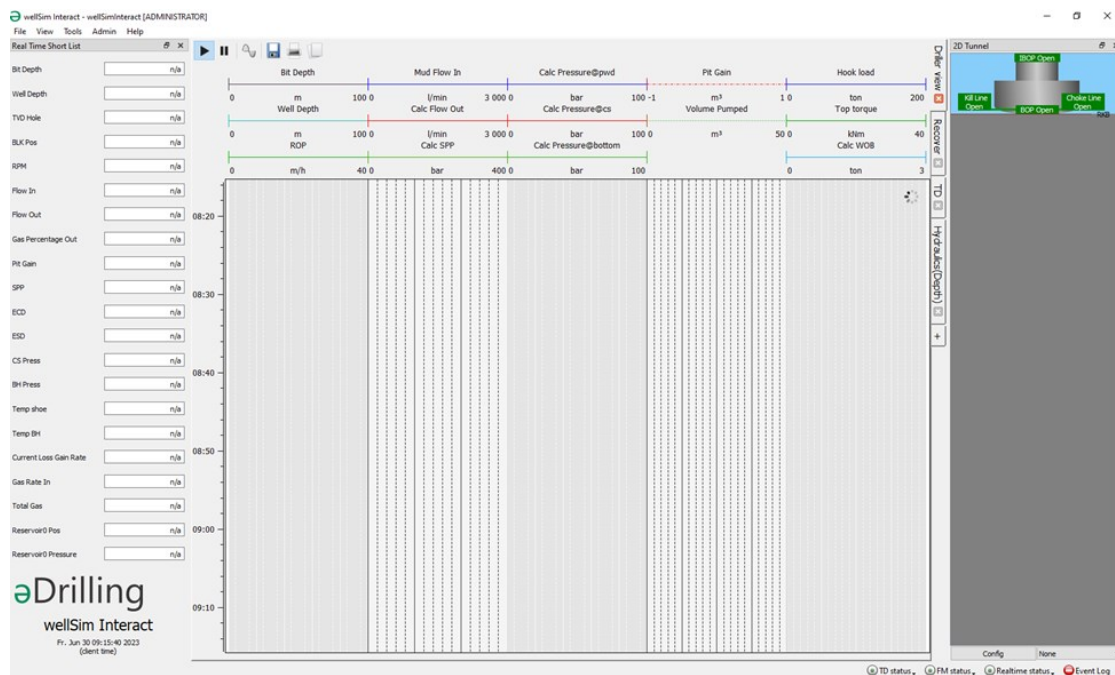 wellSim Interact - wellSimInteract [ADMINISTRATOR]
File View Tools Admin Help
Real Time Short List
Bit Depth n/a
Well Depth n/a
TVD Hole n/a
BLK Pos n/a
RPM n/a
Flow In n/a
Flow Out n/a
Gas Percentage Out n/a
Pit Gain n/a
SPP n/a
ECD n/a
ESD n/a
CS Press n/a
BH Press n/a
Temp shoe n/a
Temp BH n/a
Current Loss Gain Rate n/a
Gas Rate In n/a
Total Gas n/a
Reservoir0 Pos n/a
Reservoir0 Pressure n/a
əDrilling
wellSim Interact
Fr. Jun 30 09:15:40 2023
(client time)
Bit Depth Mud Flow In Calc Pressure@pwd Pit Gain Hook load
0 m 100 0 l/min 3 000 0 bar 100 -1 m³ 1 0 ton 200
Well Depth Calc Flow Out Calc Pressure@cs Volume Pumped Top torque
0 m 100 0 l/min 3 000 0 bar 100 0 m³ 50 0 kNm 40
ROP Calc SPP Calc Pressure@bottom Calc WOB
0 m/h 40 0 bar 400 0 bar 100 0 ton 3
08:20
08:30
08:40
08:50
09:00
09:10
Driller view
Recover
TD
Hydraulics(Depth)
+
2D Tunnel
IBOP Open
Kill Line
Open
BOP Open
Choke Line
Open
RKB
Config None
TD status FM status Realtime status Event Log